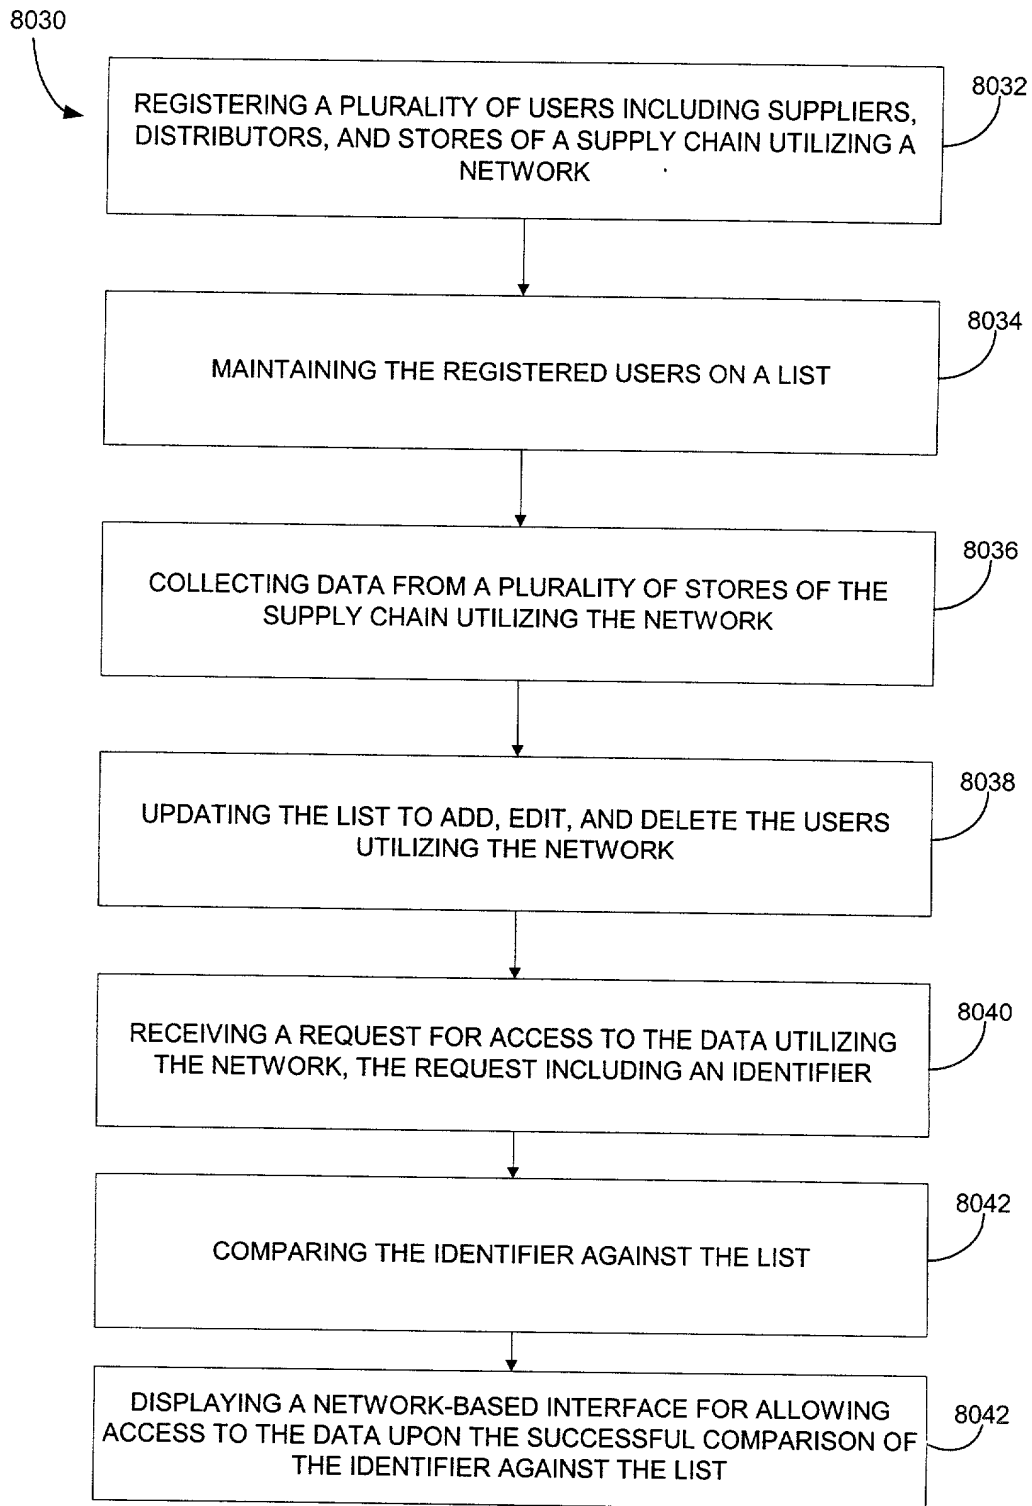 8030
REGISTERING A PLURALITY OF USERS INCLUDING SUPPLIERS,
DISTRIBUTORS, AND STORES OF A SUPPLY CHAIN UTILIZING A
NETWORK
8032
MAINTAINING THE REGISTERED USERS ON A LIST
8034
COLLECTING DATA FROM A PLURALITY OF STORES OF THE
SUPPLY CHAIN UTILIZING THE NETWORK
8036
UPDATING THE LIST TO ADD, EDIT, AND DELETE THE USERS
UTILIZING THE NETWORK
8038
RECEIVING A REQUEST FOR ACCESS TO THE DATA UTILIZING
THE NETWORK, THE REQUEST INCLUDING AN IDENTIFIER
8040
COMPARING THE IDENTIFIER AGAINST THE LIST
8042
DISPLAYING A NETWORK-BASED INTERFACE FOR ALLOWING
ACCESS TO THE DATA UPON THE SUCCESSFUL COMPARISON OF
THE IDENTIFIER AGAINST THE LIST
8042